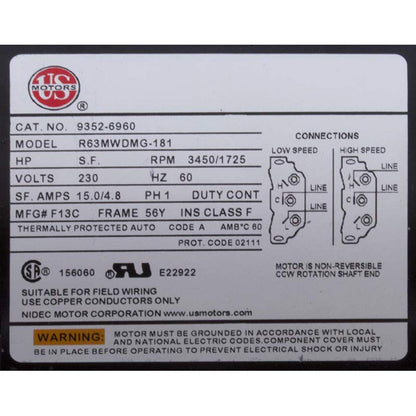 US
MOTORS
®
CAT. NO. 9352-6960
MODEL R63MWDMG-181
HP S.F. RPM 3450/1725
VOLTS 230 HZ 60
SF. AMPS 15.0/4.8 PH 1 DUTY CONT
MFG# F13C FRAME 56Y INS CLASS F
THERMALLY PROTECTED AUTO CODE A AMB°C 60
PROT. CODE 02111
SA 156060 RU E22922
SUITABLE FOR FIELD WIRING
USE COPPER CONDUCTORS ONLY
NIDEC MOTOR CORPORATION www.usmotors.com
CONNECTIONS
LOW SPEED HIGH SPEED
H H
LINE LINE
C C
LINE LINE
L L
MOTOR IS NON-REVERSIBLE
CCW ROTATION SHAFT END
WARNING: MOTOR MUST BE GROUNDED IN ACCORDANCE WITH LOCAL
AND NATIONAL ELECTRIC CODES.COMPONENT COVER MUST
BE IN PLACE TO PREVENT ELECTRICAL SHOCK OR INJURY